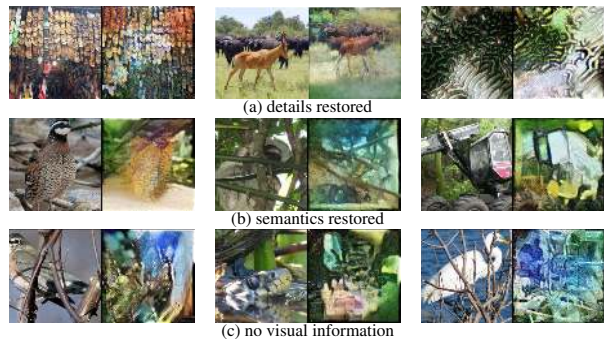 (a) details restored
(b) semantics restored
(c) no visual information